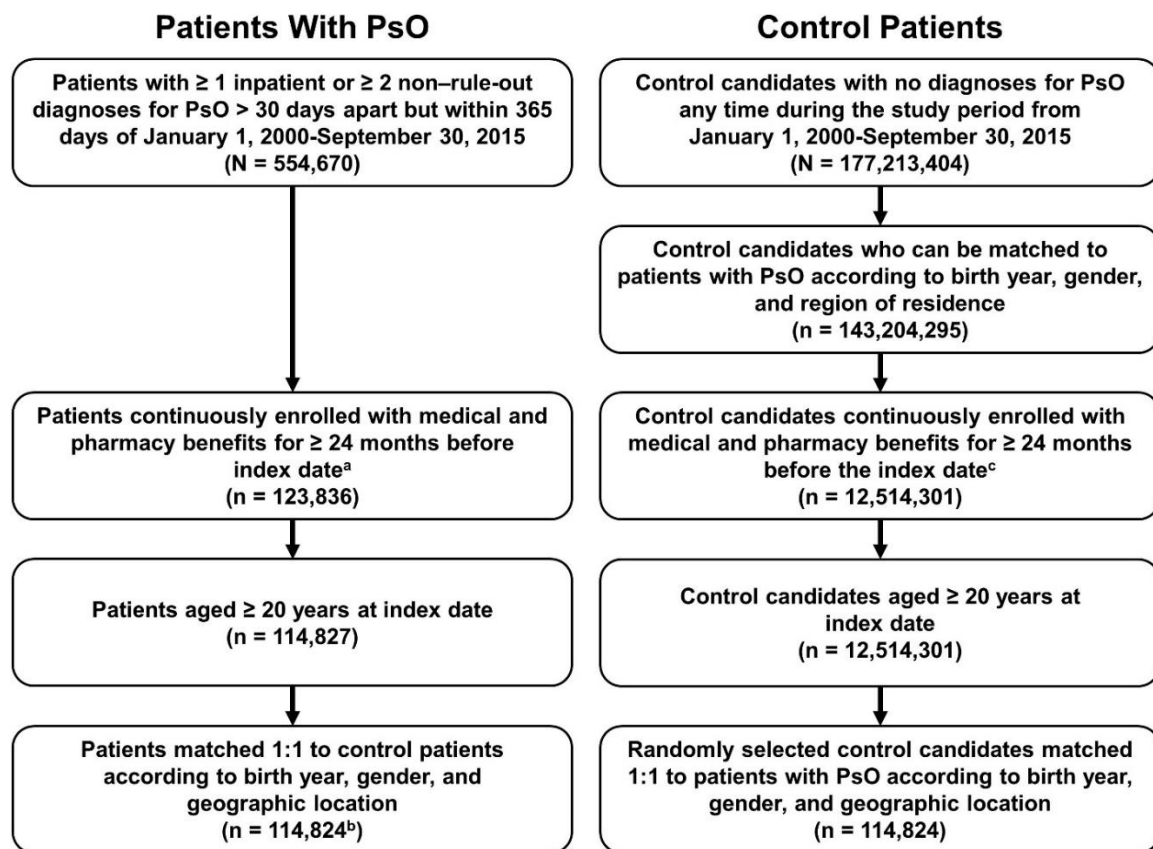 Patients With PsO
Patients with ≥ 1 inpatient or ≥ 2 non–rule-out
diagnoses for PsO > 30 days apart but within 365
days of January 1, 2000-September 30, 2015
(N = 554,670)
Patients continuously enrolled with medical and
pharmacy benefits for ≥ 24 months before
index dateᵃ
(n = 123,836)
Patients aged ≥ 20 years at index date
(n = 114,827)
Patients matched 1:1 to control patients
according to birth year, gender, and
geographic location
(n = 114,824ᵇ)
Control Patients
Control candidates with no diagnoses for PsO
any time during the study period from
January 1, 2000-September 30, 2015
(N = 177,213,404)
Control candidates who can be matched to
patients with PsO according to birth year, gender,
and region of residence
(n = 143,204,295)
Control candidates continuously enrolled with
medical and pharmacy benefits for ≥ 24 months
before the index dateᶜ
(n = 12,514,301)
Control candidates aged ≥ 20 years at
index date
(n = 12,514,301)
Randomly selected control candidates matched
1:1 to patients with PsO according to birth year,
gender, and geographic location
(n = 114,824)